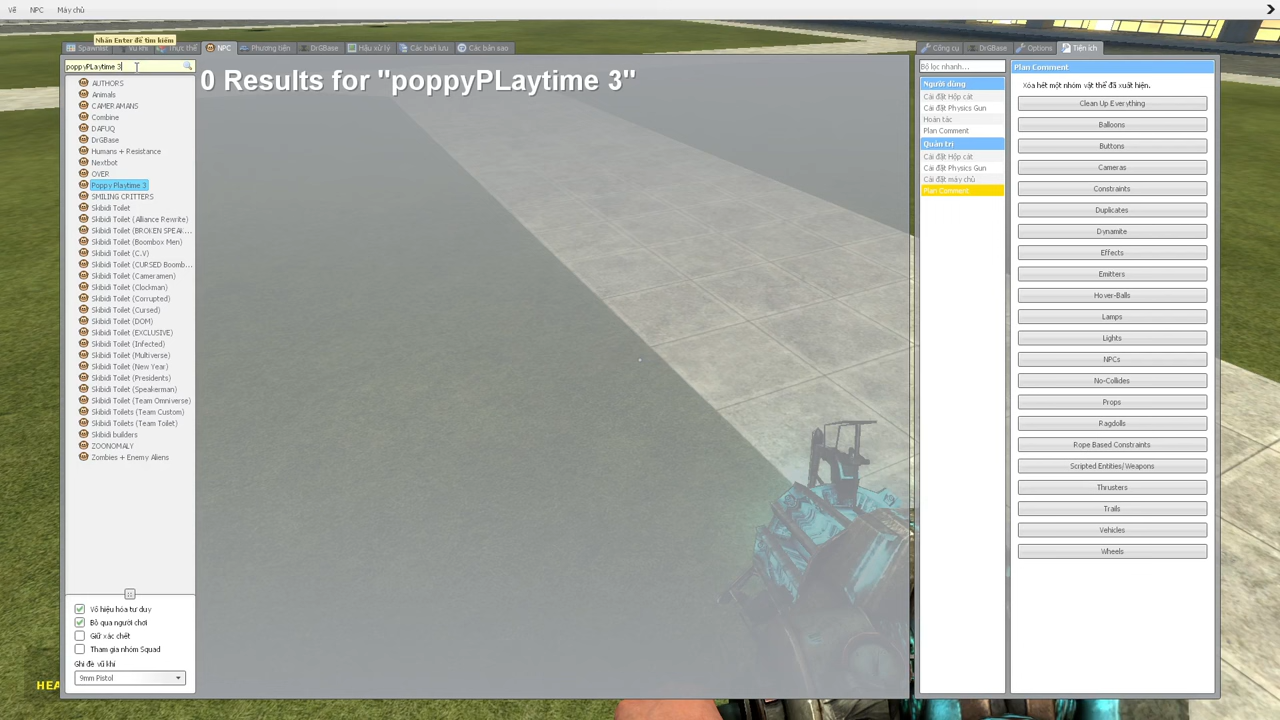 Vẽ
NPC
Máy chủ
Nhấn Enter để tìm kiếm
Spawnlist
Vũ khí
Thực thể
NPC
Phương tiện
DrGBase
Hậu xử lý
Các bản lưu
Các bản sao
poppyPLaytime 3
AUTHORS
Animals
CAMERAMANS
Combine
DAFUQ
DrGBase
Humans + Resistance
Nextbot
OVER
Poppy Playtime 3
SMILING CRITTERS
Skibidi Toilet
Skibidi Toilet (Alliance Rewrite)
Skibidi Toilet (BROKEN SPEAK...
Skibidi Toilet (Boombox Men)
Skibidi Toilet (C.V)
Skibidi Toilet (CURSED Boomb...
Skibidi Toilet (Cameramen)
Skibidi Toilet (Clockman)
Skibidi Toilet (Corrupted)
Skibidi Toilet (Cursed)
Skibidi Toilet (DOM)
Skibidi Toilet (EXCLUSIVE)
Skibidi Toilet (Infected)
Skibidi Toilet (Multiverse)
Skibidi Toilet (New Year)
Skibidi Toilet (Presidents)
Skibidi Toilet (Speakerman)
Skibidi Toilet (Team Omniverse)
Skibidi Toilets (Team Custom)
Skibidi Toilets (Team Toilet)
Skibidi builders
ZOONOMALY
Zombies + Enemy Aliens
Vô hiệu hóa tư duy
Bỏ qua người chơi
Giữ xác chết
Tham gia nhóm Squad
Ghi đè vũ khí
9mm Pistol
HEA
0 Results for "poppyPLaytime 3"
Công cụ
DrGBase
Options
Tiện ích
Bộ lọc nhanh...
Người dùng
Cài đặt Hộp cát
Cài đặt Physics Gun
Hoàn tác
Plan Comment
Quản trị
Cài đặt Hộp cát
Cài đặt Physics Gun
Cài đặt máy chủ
Plan Comment
Plan Comment
Xóa hết một nhóm vật thể đã xuất hiện.
Clean Up Everything
Balloons
Buttons
Cameras
Constraints
Duplicates
Dynamite
Effects
Emitters
Hover-Balls
Lamps
Lights
NPCs
No-Collides
Props
Ragdolls
Rope Based Constraints
Scripted Entities/Weapons
Thrusters
Trails
Vehicles
Wheels